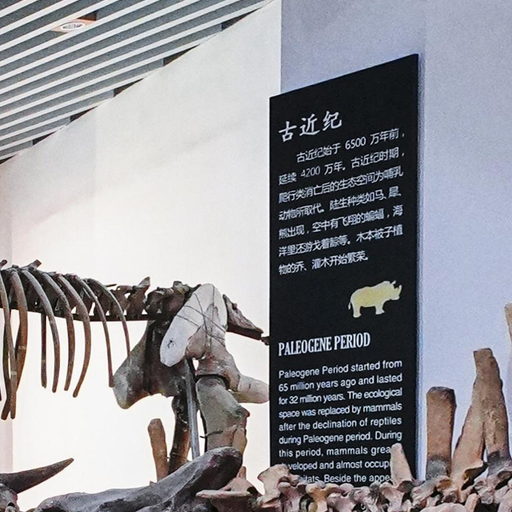 古近纪
古近纪始于 6500 万年前，
延续 4200 万年。古近纪时期，
爬行类消亡后的生态空间为哺乳
动物所取代。陆生种类如马、犀、
熊出现，空中有飞翔的蝙蝠，海
洋里还游戈着鲸等。木本被子植
物的乔、灌木开始繁荣。
PALEOGENE PERIOD
Paleogene Period started from
65 million years ago and lasted
for 32 million years. The ecological
space was replaced by mammals
after the declination of reptiles
during Paleogene period. During
this period, mammals
and almost
Beside the